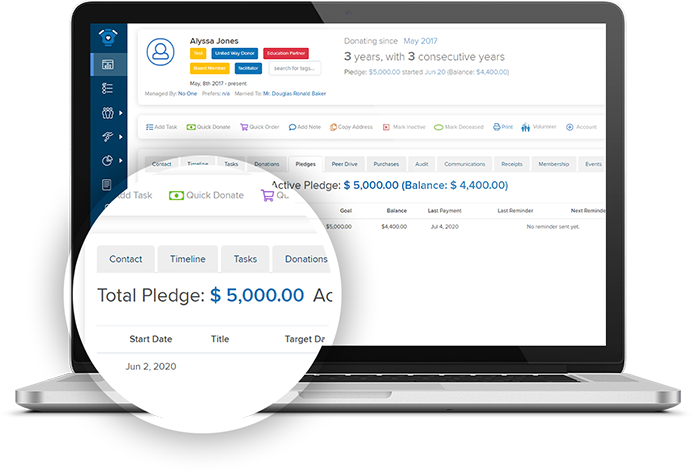 Alyssa Jones
Task United Way Donor Education Partner
Board Member facilitator search for tags...
May, 8th 2017 - present
Managed By: No One Prefers: n/a Married To: Mr. Douglas Ronald Baker
Donating since May 2017
3 years, with 3 consecutive years
Pledge: $5,000.00 started Jun 20 (Balance: $4,400.00)
Add Task Quick Donate Quick Order Add Note Copy Address Mark Inactive Mark Deceased Print Volunteer Account
Contact Timeline Tasks Donations Pledges Peer Drive Purchases Audit Communications Receipts Membership Events
Active Pledge: $ 5,000.00 (Balance: $ 4,400.00)
Goal Balance Last Payment Last Reminder Next Reminde
$5,000.00 $4,400.00 Jul 4, 2020 No reminder sent yet.
Add Task Quick Donate Qu
Contact Timeline Tasks Donations
Total Pledge: $ 5,000.00 Ac
Start Date Title Target Da
Jun 2, 2020